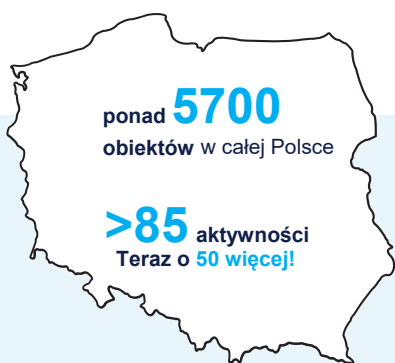 ponad 5700
obiektów w całej Polsce
>85 aktywności
Teraz o 50 więcej!